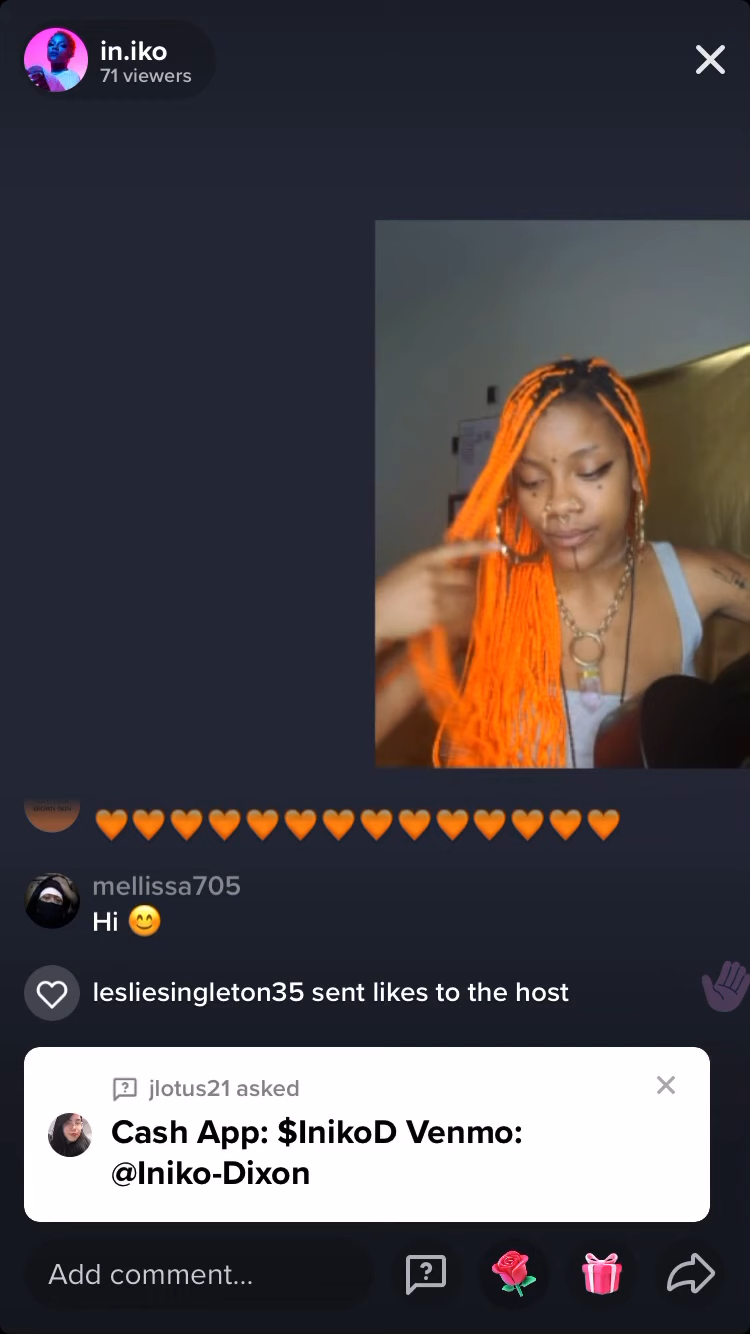 in.iko
71 viewers
🧡🧡🧡🧡🧡🧡🧡🧡🧡🧡🧡🧡🧡🧡
mellissa705
Hi 😊
lesliesingleton35 sent likes to the host
jlotus21 asked
Cash App: $InikoD Venmo:
@Iniko-Dixon
Add comment...